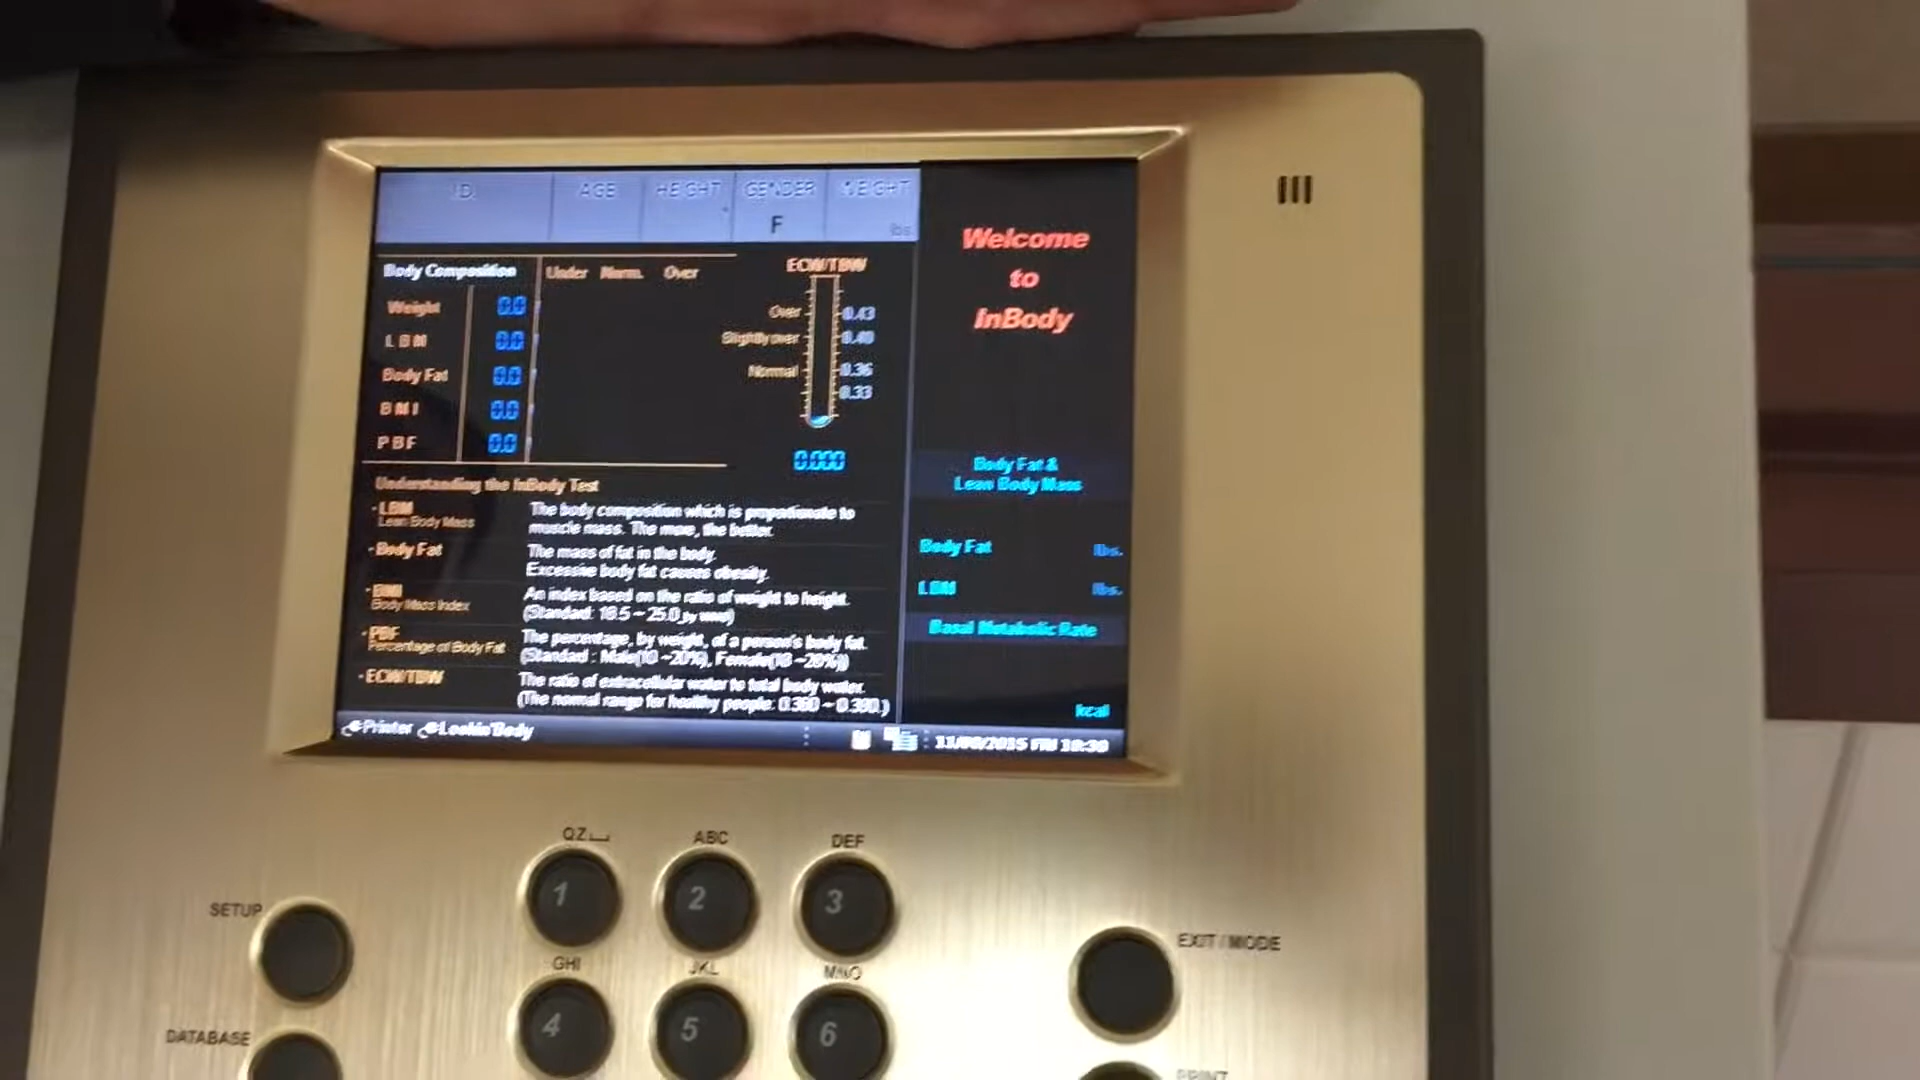 I.D. AGE HEIGHT GENDER WEIGHT
F lbs.
Body Composition Under Norm. Over
Weight 0.0
LBM 0.0
Body Fat 0.0
BMI 0.0
PBF 0.0
ECW/TBW
Over 0.43
Slightly over 0.40
Normal 0.36
0.33
0.000
Understanding the InBody Test
-LBM
Lean Body Mass
The body composition which is proportionate to
muscle mass. The more, the better.
-Body Fat
The mass of fat in the body.
Excessive body fat causes obesity.
-BMI
Body Mass Index
An index based on the ratio of weight to height.
(Standard: 18.5 ~ 25.0 by WHO)
-PBF
Percentage of Body Fat
The percentage, by weight, of a person's body fat.
(Standard : Male(10 ~20%), Female(18 ~28%))
-ECW/TBW
The ratio of extracellular water to total body water.
(The normal range for healthy people: 0.360 ~ 0.390.)
Welcome
to
InBody
Body Fat &
Lean Body Mass
Body Fat lbs.
LBM lbs.
Basal Metabolic Rate
kcal
Printer Lookin'Body
QZ ABC DEF
1 2 3
GHI JKL MNO
4 5 6
SETUP
DATABASE
EXIT / MODE
PRINT